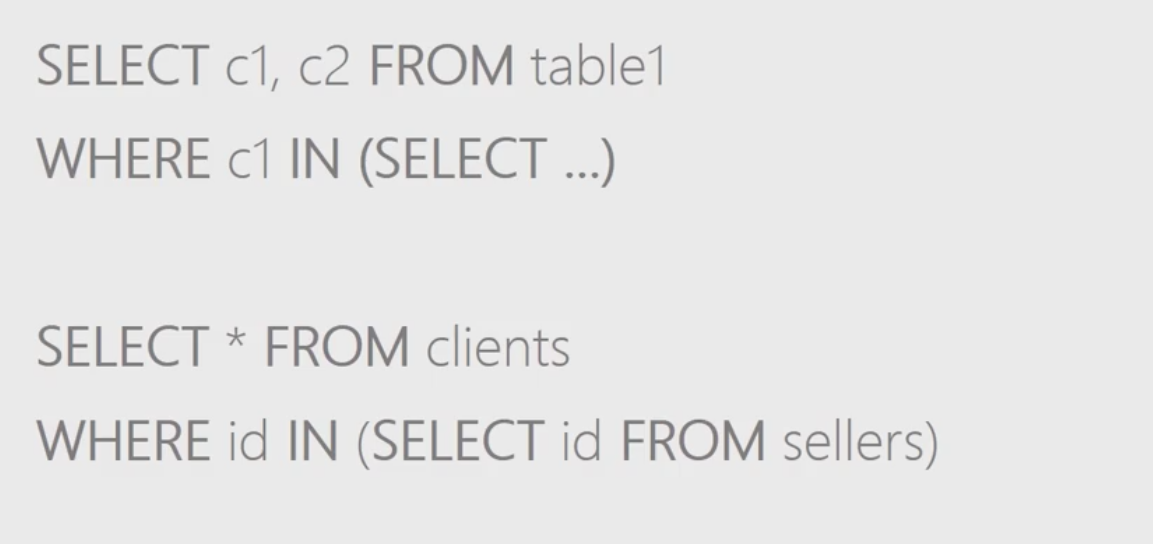 SELECT c1, c2 FROM table1
WHERE c1 IN (SELECT ...)
SELECT * FROM clients
WHERE id IN (SELECT id FROM sellers)